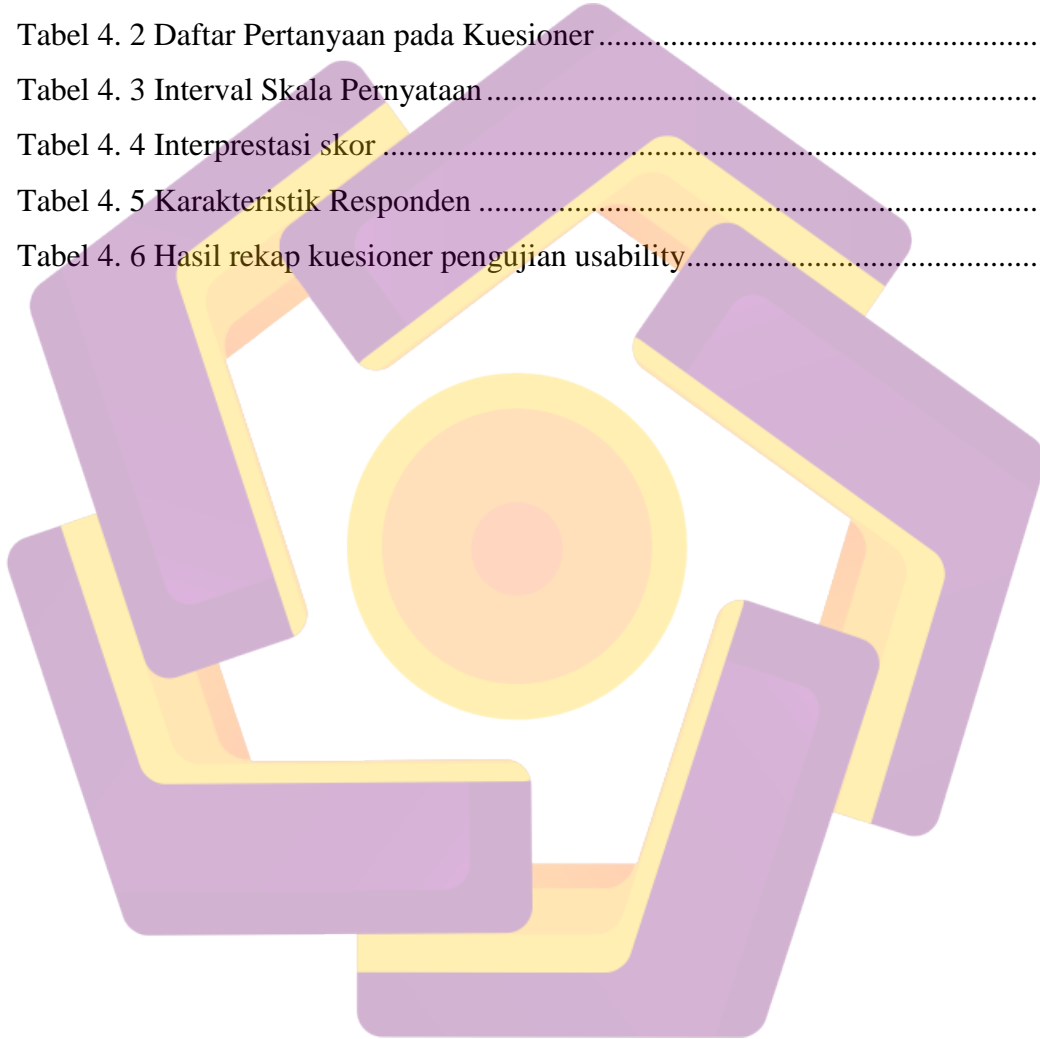 Tabel 4. 2 Daftar Pertanyaan pada Kuesioner................................................
Tabel 4. 3 Interval Skala Pernyataan................................................................
Tabel 4. 4 Interprestasi skor ............................................................................
Tabel 4. 5 Karakteristik Responden ................................................................
Tabel 4. 6 Hasil rekap kuesioner pengujian usability......................................